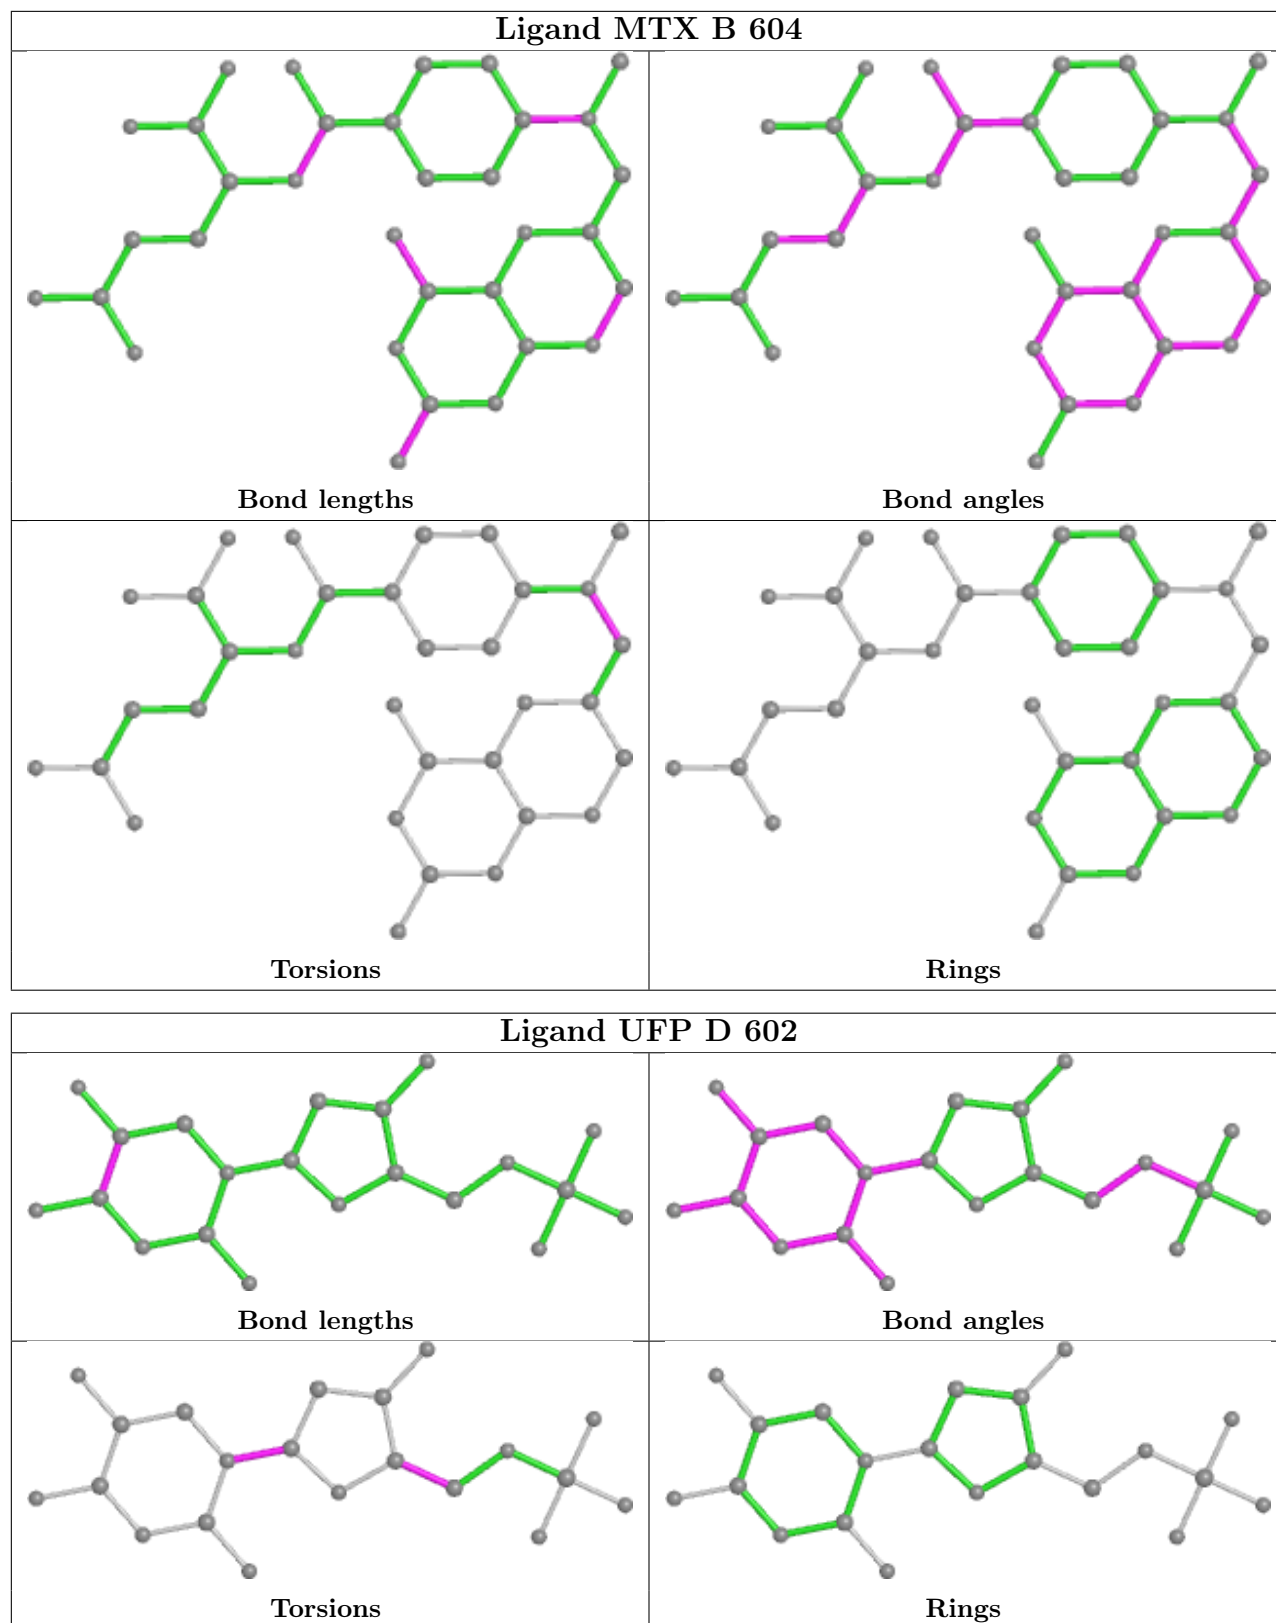 Ligand MTX B 604
Bond lengths
Bond angles
Torsions
Rings
Ligand UFP D 602
Bond lengths
Bond angles
Torsions
Rings